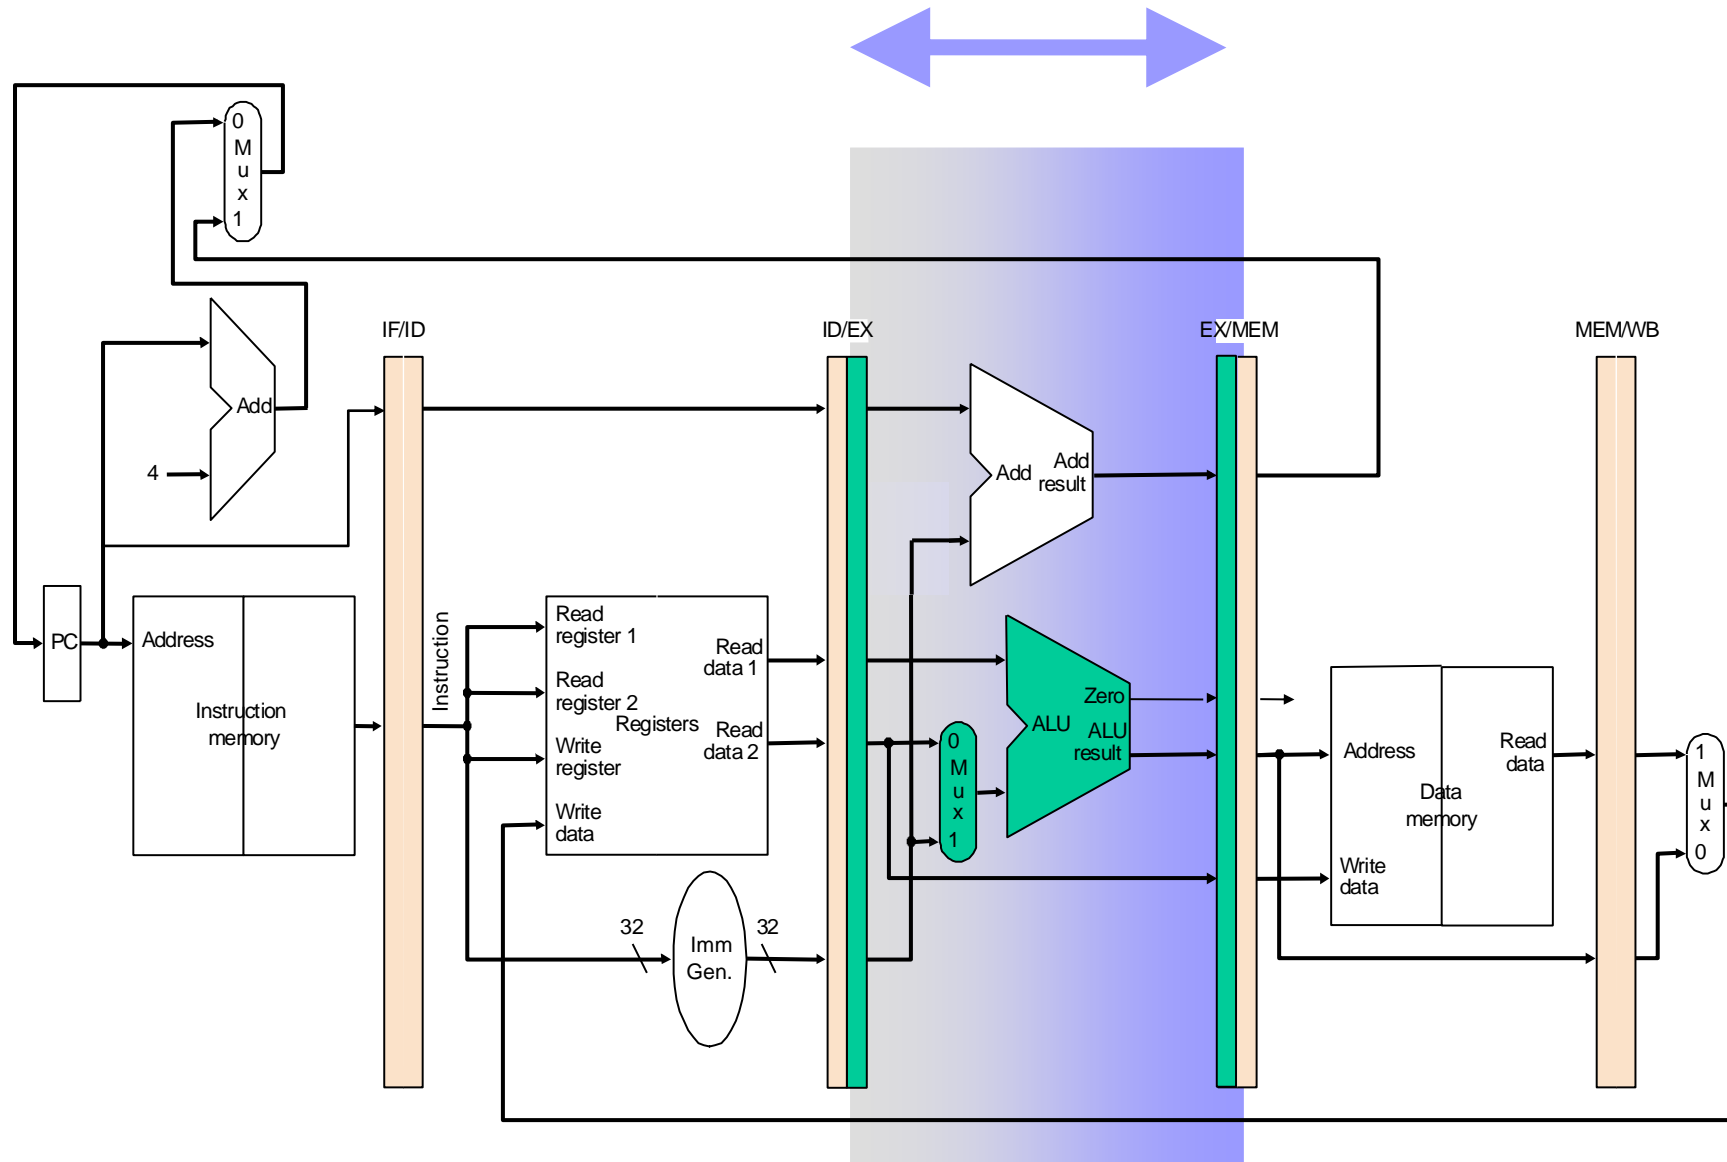 0
M
u
x
1
IF/ID
ID/EX
EX/MEM
MEM/WB
Add
4
Add
Add
result
PC
Address
Instruction
memory
Instruction
Read
register 1
Read
register 2
Write
register
Write
data
Registers
Read
data 1
Read
data 2
32
Imm
Gen.
32
0
M
u
x
1
ALU
Zero
ALU
result
Address
Write
data
Data
memory
Read
data
1
M
u
x
0